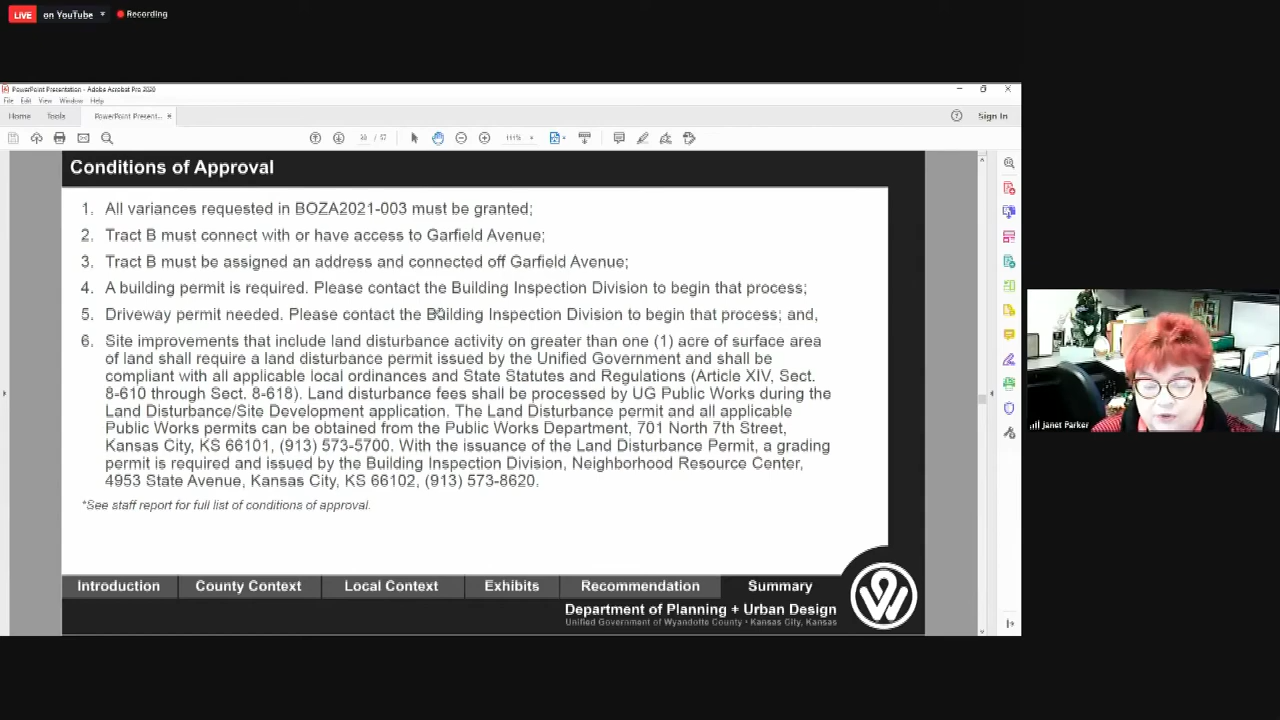 LIVE on YouTube Recording
PowerPoint Presentation - Adobe Acrobat Pro 2020
File Edit View Window Help
Home Tools PowerPoint Present... × Sign In
/ 57 111%
Conditions of Approval
1. All variances requested in BOZA2021-003 must be granted;
2. Tract B must connect with or have access to Garfield Avenue;
3. Tract B must be assigned an address and connected off Garfield Avenue;
4. A building permit is required. Please contact the Building Inspection Division to begin that process;
5. Driveway permit needed. Please contact the Building Inspection Division to begin that process; and,
6. Site improvements that include land disturbance activity on greater than one (1) acre of surface area
of land shall require a land disturbance permit issued by the Unified Government and shall be
compliant with all applicable local ordinances and State Statutes and Regulations (Article XIV, Sect.
8-610 through Sect. 8-618). Land disturbance fees shall be processed by UG Public Works during the
Land Disturbance/Site Development application. The Land Disturbance permit and all applicable
Public Works permits can be obtained from the Public Works Department, 701 North 7th Street,
Kansas City, KS 66101, (913) 573-5700. With the issuance of the Land Disturbance Permit, a grading
permit is required and issued by the Building Inspection Division, Neighborhood Resource Center,
4953 State Avenue, Kansas City, KS 66102, (913) 573-8620.
*See staff report for full list of conditions of approval.
Introduction County Context Local Context Exhibits Recommendation Summary
Department of Planning + Urban Design
Unified Government of Wyandotte County • Kansas City, Kansas
Janet Parker